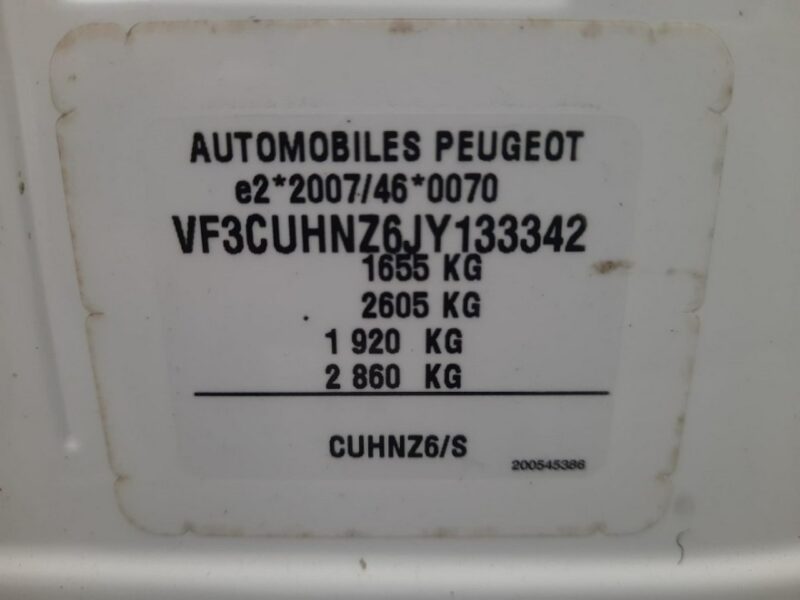 AUTOMOBILES PEUGEOT
e2*2007/46*0070
VF3CUHNZ6JY133342
1655 KG
2605 KG
1 920 KG
2 860 KG
CUHNZ6/S
200545386